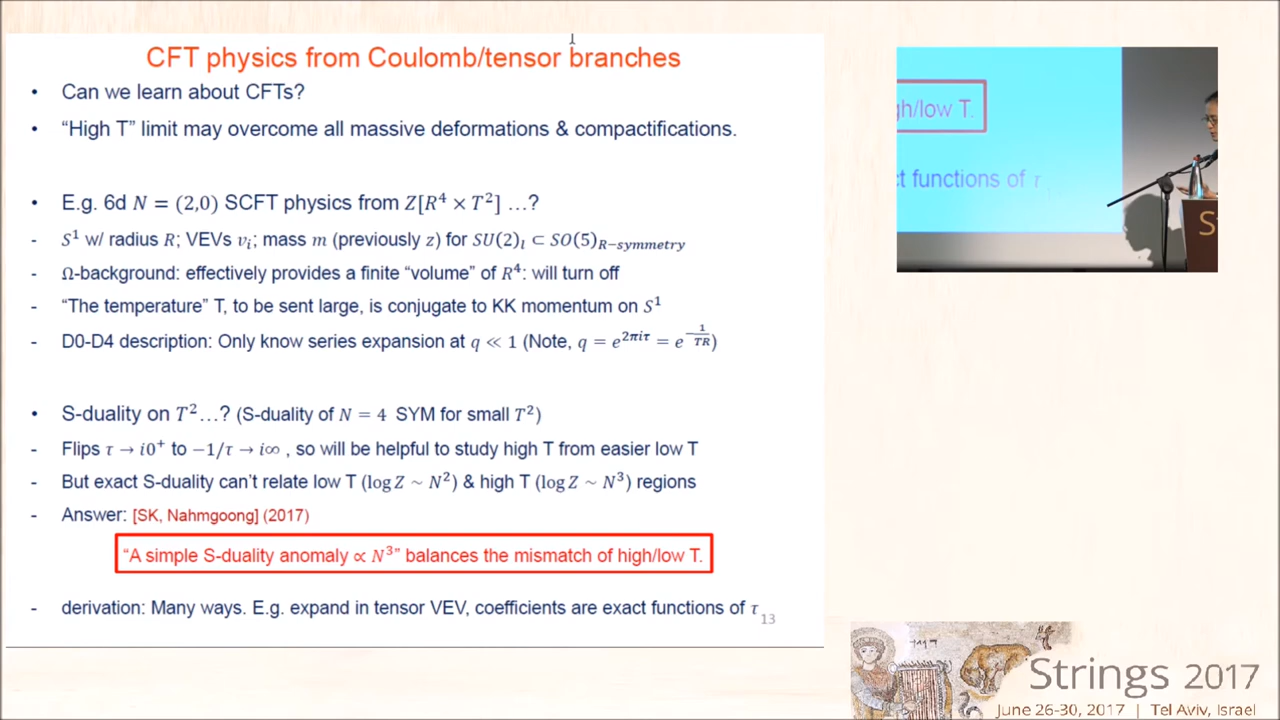 CFT physics from Coulomb/tensor branches
• Can we learn about CFTs?
• “High T” limit may overcome all massive deformations & compactifications.
• E.g. 6d N = (2,0) SCFT physics from Z[R⁴ × T²] …?
- S¹ w/ radius R; VEVs vᵢ; mass m (previously z) for SU(2)ₗ ⊂ SO(5)_{R−symmetry}
- Ω-background: effectively provides a finite “volume” of R⁴: will turn off
- “The temperature” T, to be sent large, is conjugate to KK momentum on S¹
- D0-D4 description: Only know series expansion at q ≪ 1 (Note, q = e^{2πiτ} = e^{−1/TR})
• S-duality on T²…? (S-duality of N = 4 SYM for small T²)
- Flips τ → i0⁺ to −1/τ → i∞ , so will be helpful to study high T from easier low T
- But exact S-duality can’t relate low T (log Z ~ N²) & high T (log Z ~ N³) regions
- Answer: [SK, Nahmgoong] (2017)
“A simple S-duality anomaly ∝ N³” balances the mismatch of high/low T.
- derivation: Many ways. E.g. expand in tensor VEV, coefficients are exact functions of τ
13
gh/low T.
ct functions of τ
S
Strings 2017
June 26-30, 2017 | Tel Aviv, Israel